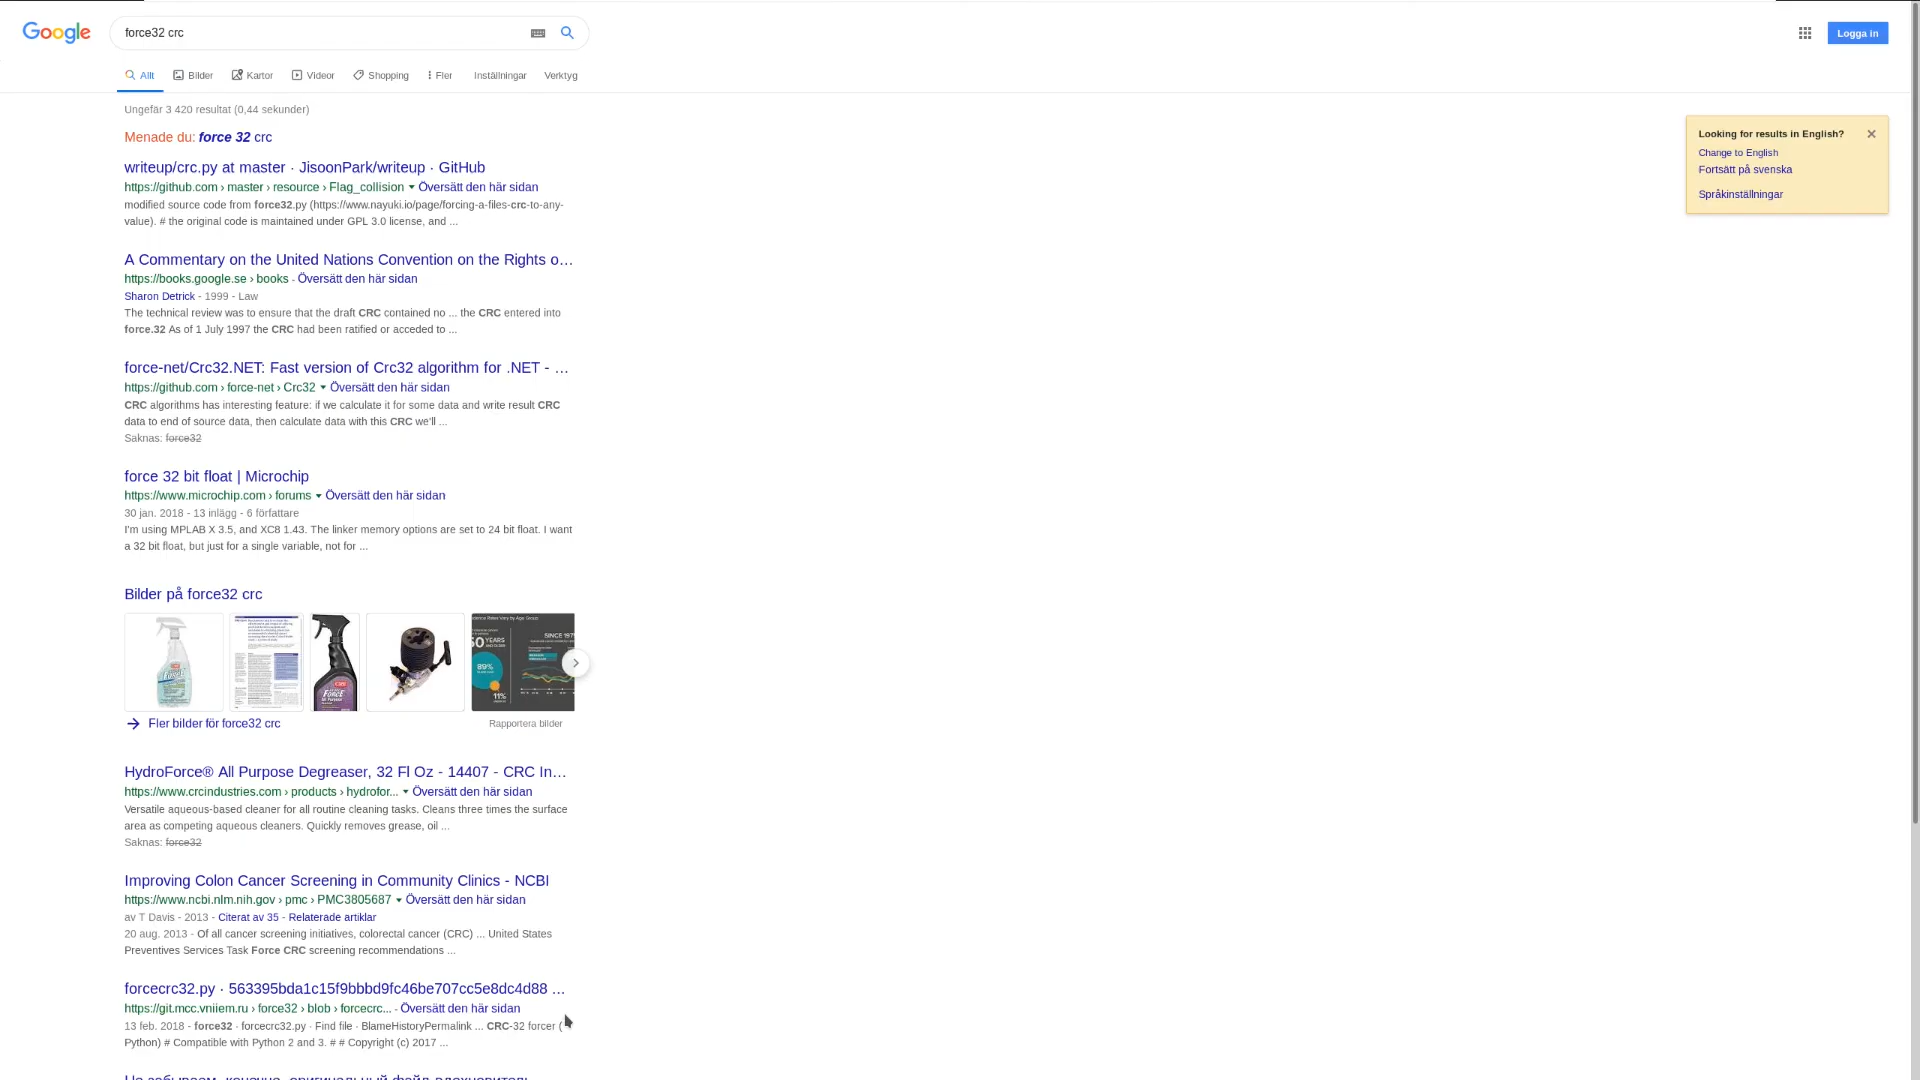 Google
force32 crc
Logga in
Allt
Bilder
Kartor
Videor
Shopping
Fler
Inställningar
Verktyg
Ungefär 3 420 resultat (0,44 sekunder)
Looking for results in English?
Change to English
Fortsätt på svenska
Språkinställningar
Menade du: force 32 crc
writeup/crc.py at master · JisoonPark/writeup · GitHub
https://github.com › master › resource › Flag_collision ▾ Översätt den här sidan
modified source code from force32.py (https://www.nayuki.io/page/forcing-a-files-crc-to-any-
value). # the original code is maintained under GPL 3.0 license, and ...
A Commentary on the United Nations Convention on the Rights o…
https://books.google.se › books - Översätt den här sidan
Sharon Detrick - 1999 - Law
The technical review was to ensure that the draft CRC contained no ... the CRC entered into
force.32 As of 1 July 1997 the CRC had been ratified or acceded to ...
force-net/Crc32.NET: Fast version of Crc32 algorithm for .NET - …
https://github.com › force-net › Crc32 ▾ Översätt den här sidan
CRC algorithms has interesting feature: if we calculate it for some data and write result CRC
data to end of source data, then calculate data with this CRC we'll ...
Saknas: force32
force 32 bit float | Microchip
https://www.microchip.com › forums ▾ Översätt den här sidan
30 jan. 2018 - 13 inlägg - 6 författare
I'm using MPLAB X 3.5, and XC8 1.43. The linker memory options are set to 24 bit float. I want
a 32 bit float, but just for a single variable, not for ...
Bilder på force32 crc
SINCE 197
50 YEARS
89%
11%
FORCE
Fler bilder för force32 crc
Rapportera bilder
HydroForce® All Purpose Degreaser, 32 Fl Oz - 14407 - CRC In…
https://www.crcindustries.com › products › hydrofor... ▾ Översätt den här sidan
Versatile aqueous-based cleaner for all routine cleaning tasks. Cleans three times the surface
area as competing aqueous cleaners. Quickly removes grease, oil ...
Saknas: force32
Improving Colon Cancer Screening in Community Clinics - NCBI
https://www.ncbi.nlm.nih.gov › pmc › PMC3805687 ▾ Översätt den här sidan
av T Davis - 2013 - Citerat av 35 - Relaterade artiklar
20 aug. 2013 - Of all cancer screening initiatives, colorectal cancer (CRC) ... United States
Preventives Services Task Force CRC screening recommendations ...
forcecrc32.py · 563395bda1c15f9bbbd9fc46be707cc5e8dc4d88 …
https://git.mcc.vniiem.ru › force32 › blob › forcecrc... - Översätt den här sidan
13 feb. 2018 - force32 · forcecrc32.py · Find file · BlameHistoryPermalink ... CRC-32 forcer (
Python) # Compatible with Python 2 and 3. # # Copyright (c) 2017 ...